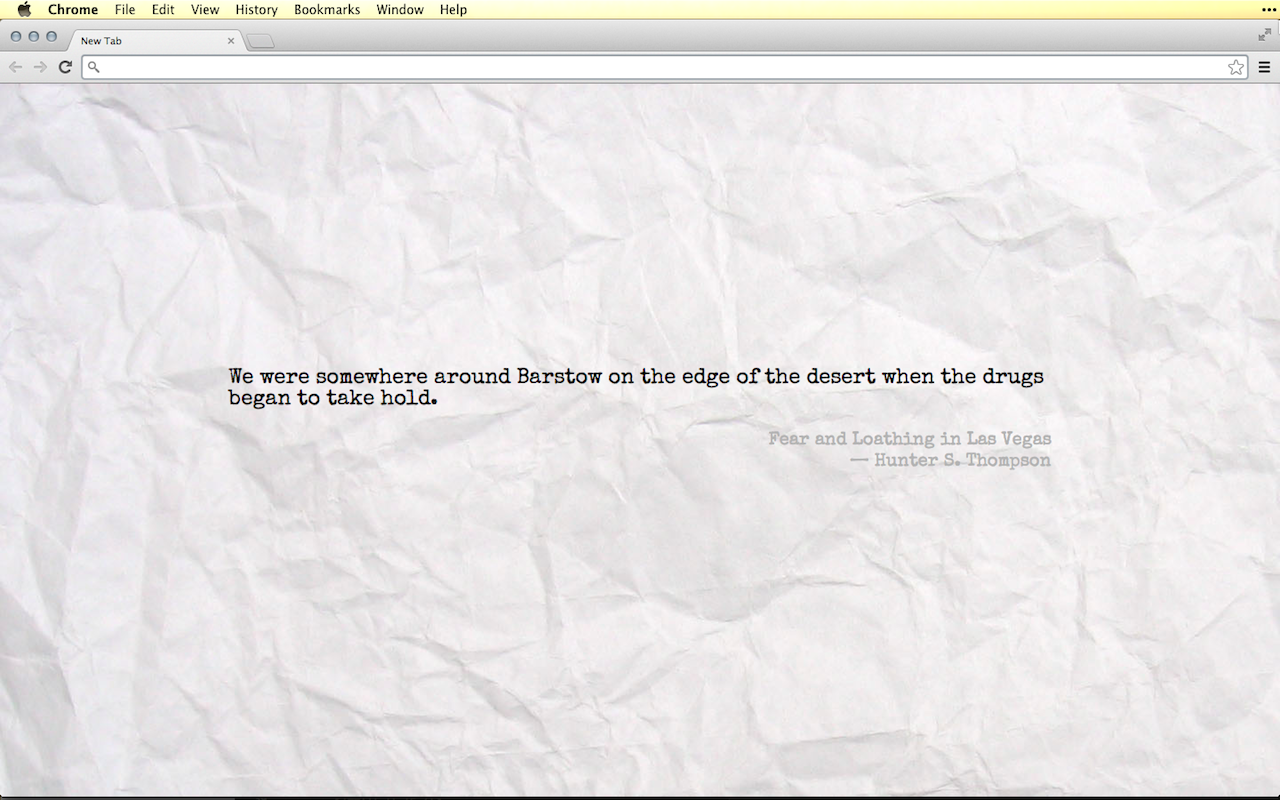 Chrome File Edit View History Bookmarks Window Help
New Tab
We were somewhere around Barstow on the edge of the desert when the drugs
began to take hold.
Fear and Loathing in Las Vegas
— Hunter S. Thompson